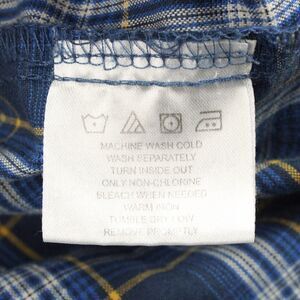 MACHINE WASH COLD
WASH SEPARATELY
TURN INSIDE OUT
ONLY NON-CHLORINE
BLEACH WHEN NEEDED
WARM IRON
TUMBLE DRY LOW
REMOVE PROMPTLY